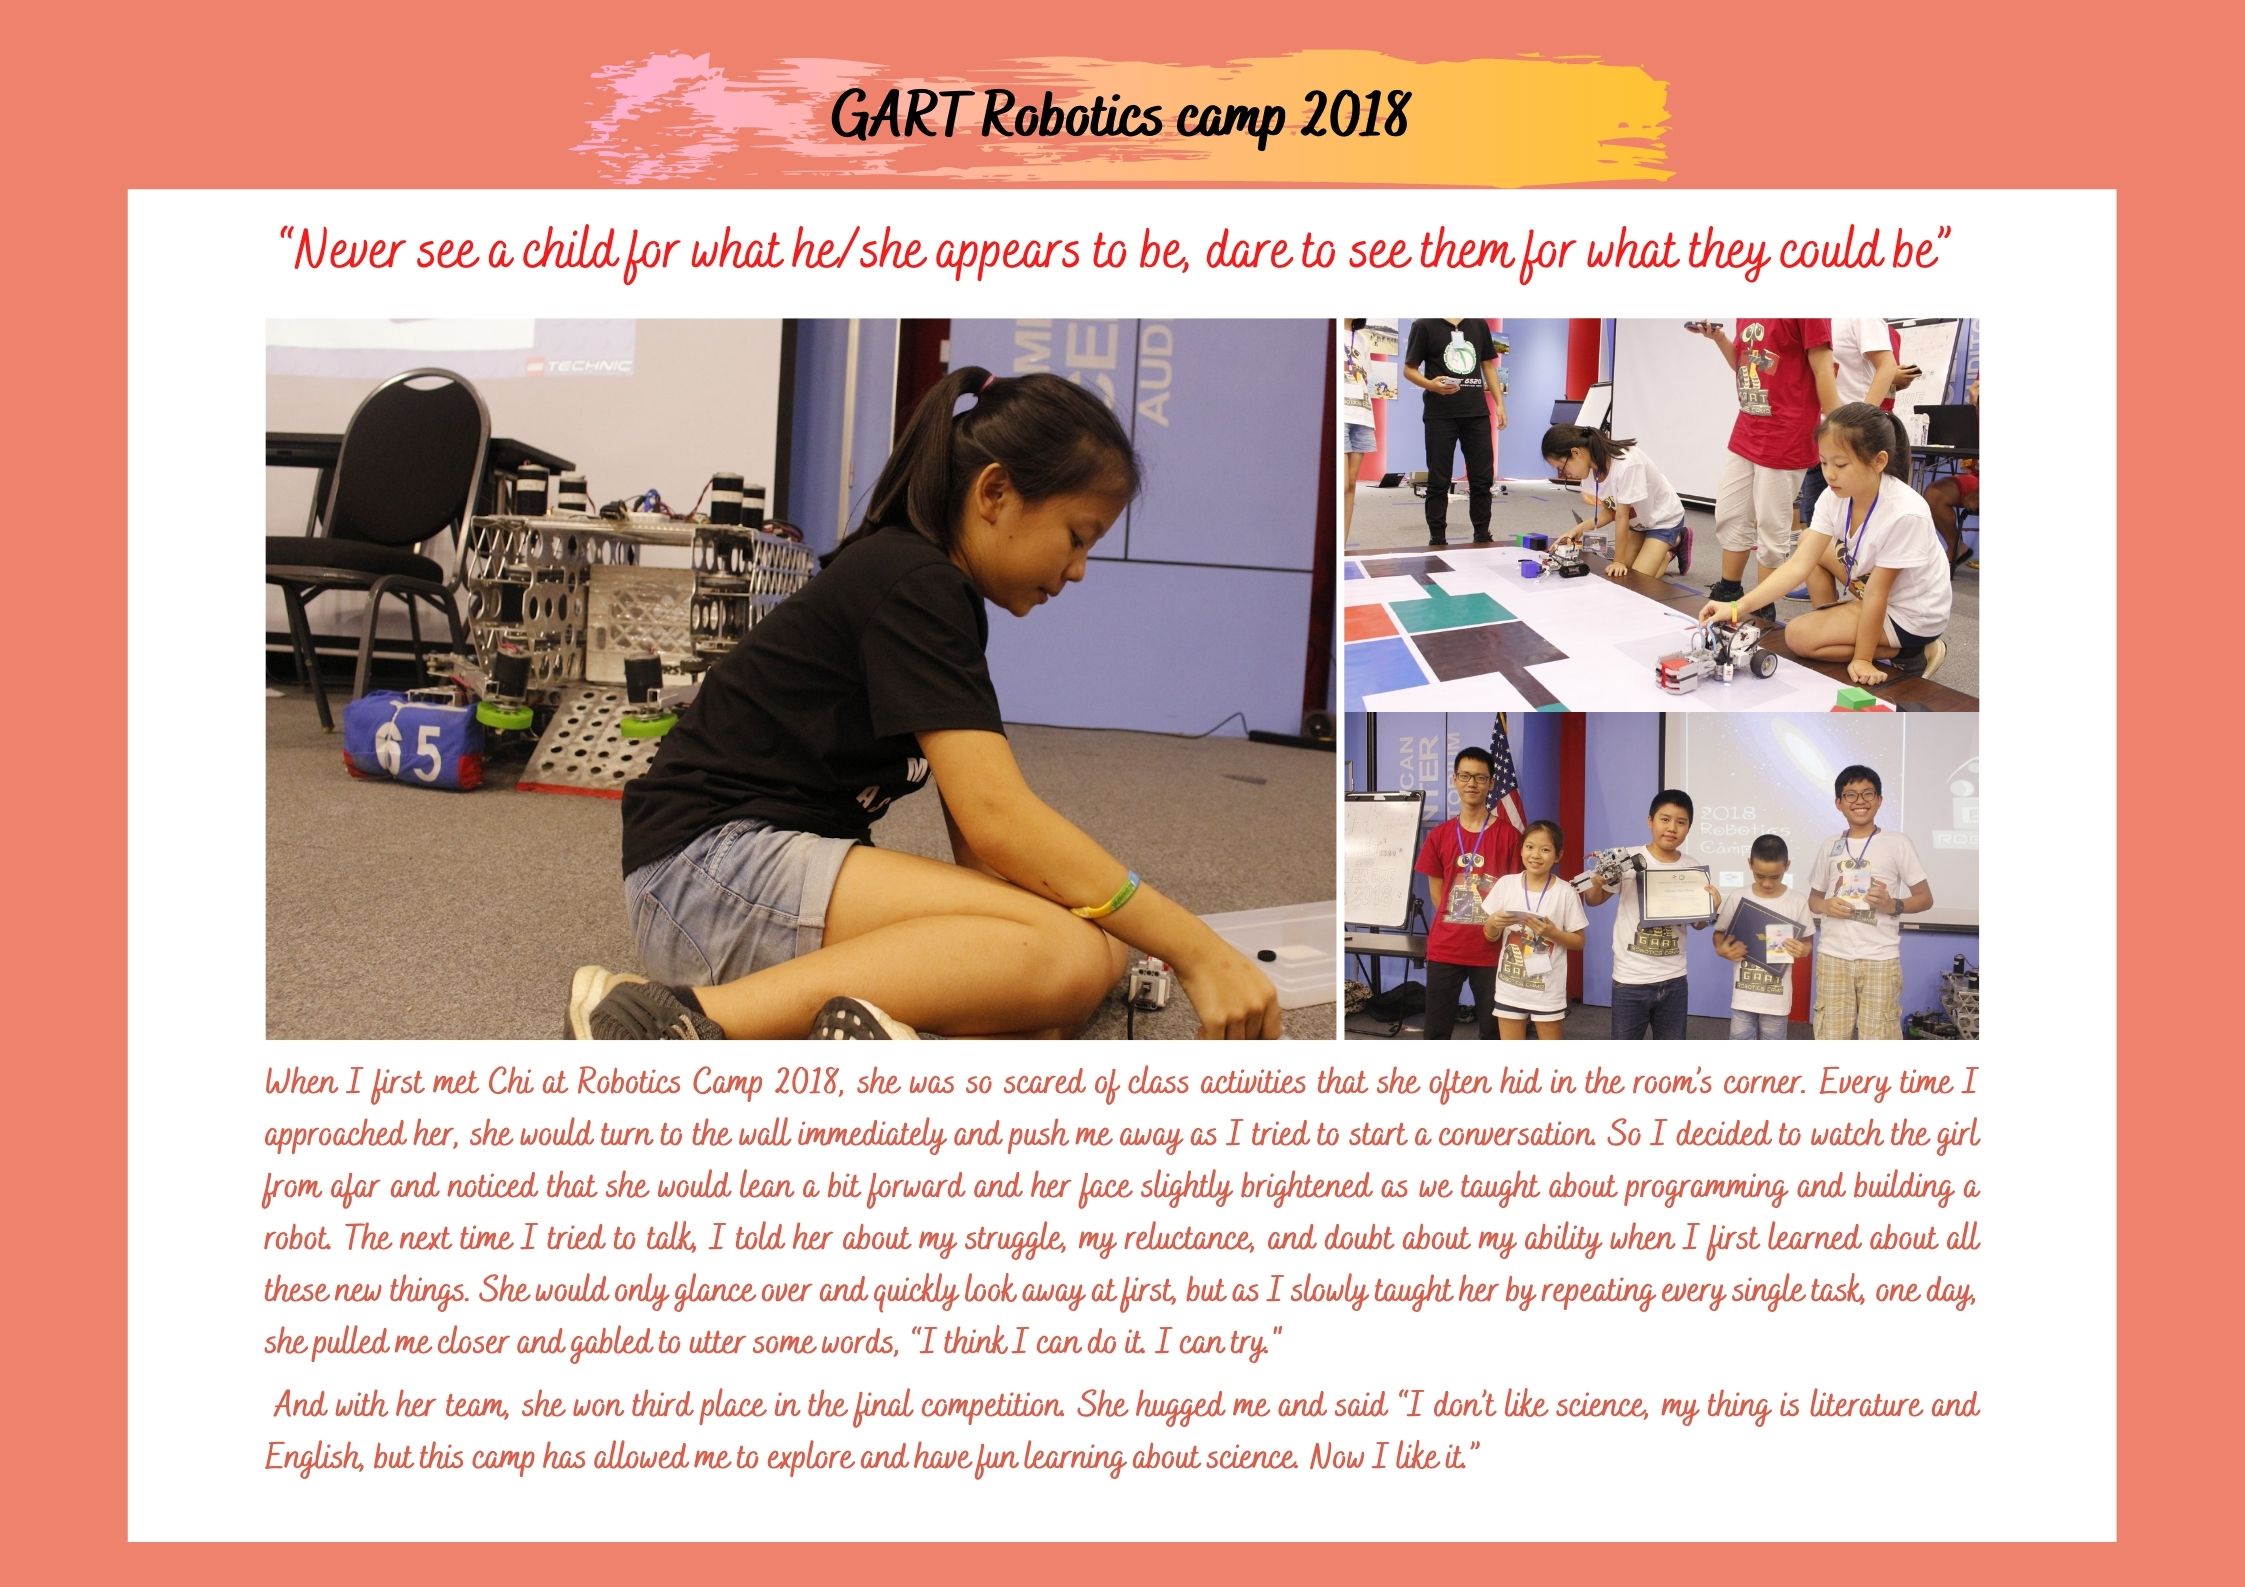 GART Robotics camp 2018
“Never see a child for what he/she appears to be, dare to see them for what they could be”
TECHNIC
AUD
65
GART
CAN
NTER
2018
Robotics
Camp
GART
ROBOTICS CAMP
GART
ROBOTICS CAMP
When I first met Chi at Robotics Camp 2018, she was so scared of class activities that she often hid in the room's corner. Every time I
approached her, she would turn to the wall immediately and push me away as I tried to start a conversation. So I decided to watch the girl
from afar and noticed that she would lean a bit forward and her face slightly brightened as we taught about programming and building a
robot. The next time I tried to talk, I told her about my struggle, my reluctance, and doubt about my ability when I first learned about all
these new things. She would only glance over and quickly look away at first, but as I slowly taught her by repeating every single task, one day,
she pulled me closer and gabled to utter some words, “I think I can do it. I can try."
And with her team, she won third place in the final competition. She hugged me and said “I don't like science, my thing is literature and
English, but this camp has allowed me to explore and have fun learning about science. Now I like it.”